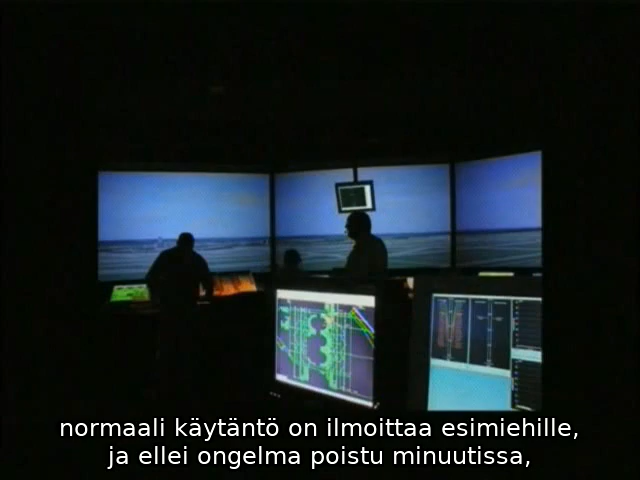 normaali käytäntö on ilmoittaa esimiehille,
ja ellei ongelma poistu minuutissa,